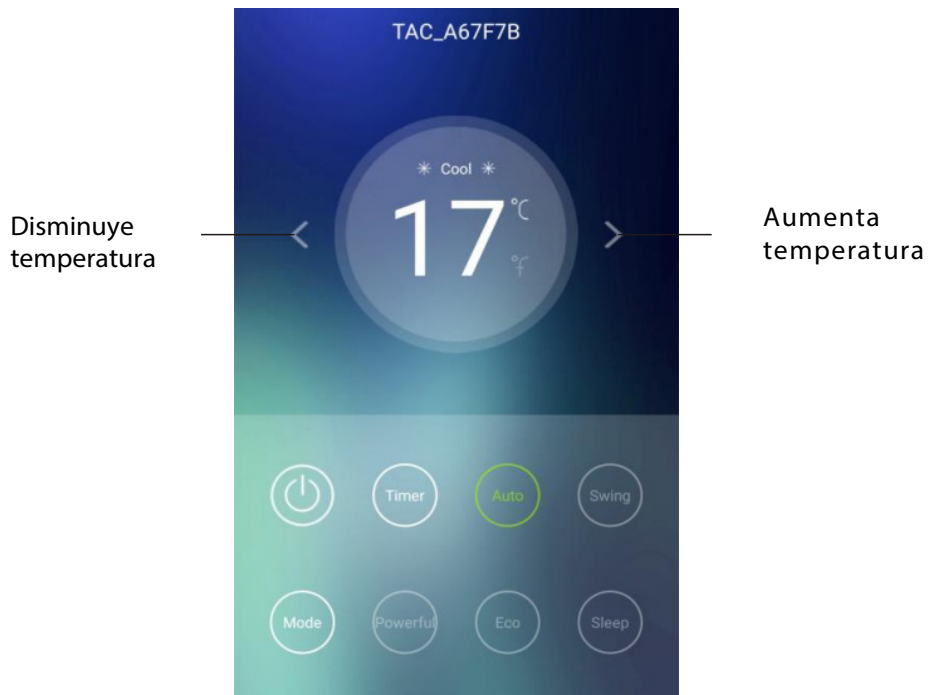 TAC_A67F7B
✳ Cool ✳
17 °C
°f
Disminuye
temperatura
Aumenta
temperatura
Timer
Auto
Swing
Mode
Powerful
Eco
Sleep